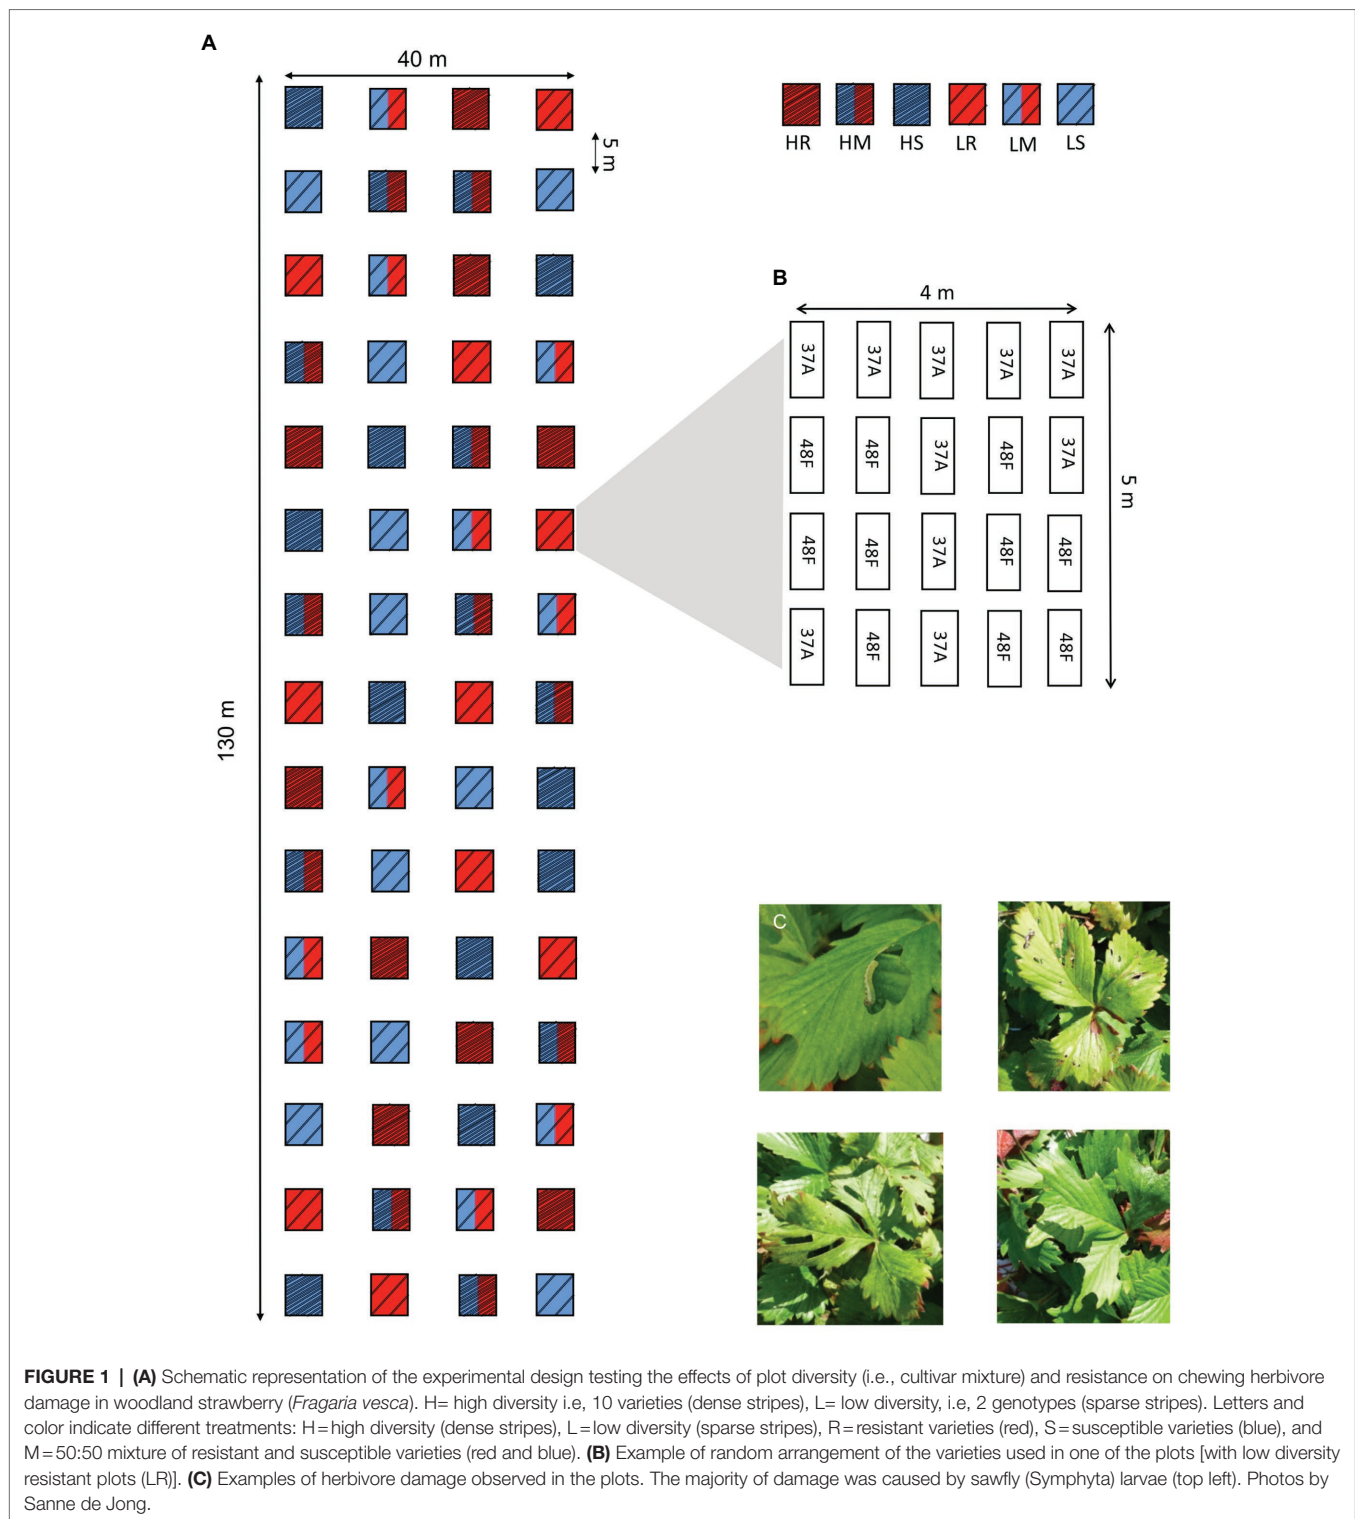 A
40 m
5 m
130 m
HR HM HS LR LM LS
B
4 m
5 m
37A 37A 37A 37A 37A
48F 48F 37A 48F 37A
48F 48F 37A 48F 48F
37A 48F 37A 48F 48F
C
FIGURE 1 | (A) Schematic representation of the experimental design testing the effects of plot diversity (i.e., cultivar mixture) and resistance on chewing herbivore
damage in woodland strawberry (Fragaria vesca). H= high diversity i.e, 10 varieties (dense stripes), L= low diversity, i.e, 2 genotypes (sparse stripes). Letters and
color indicate different treatments: H=high diversity (dense stripes), L=low diversity (sparse stripes), R=resistant varieties (red), S=susceptible varieties (blue), and
M=50:50 mixture of resistant and susceptible varieties (red and blue). (B) Example of random arrangement of the varieties used in one of the plots [with low diversity
resistant plots (LR)]. (C) Examples of herbivore damage observed in the plots. The majority of damage was caused by sawfly (Symphyta) larvae (top left). Photos by
Sanne de Jong.